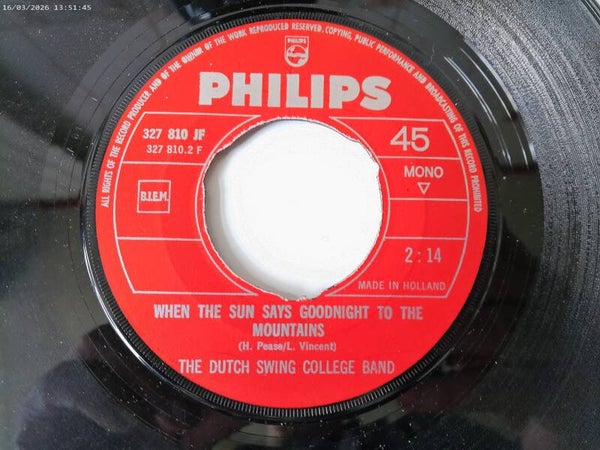 16/03/2026 13:51:45
ALL RIGHTS OF THE RECORD PRODUCER AND OF THE OWNER OF THE WORK REPRODUCED RESERVED. COPYING, PUBLIC PERFORMANCE AND BROADCASTING OF THIS RECORD PROHIBITED
PHILIPS
PHILIPS
327 810 JF
327 810.2 F
45
MONO
B.I.E.M.
2:14
MADE IN HOLLAND
WHEN THE SUN SAYS GOODNIGHT TO THE
MOUNTAINS
(H. Pease/L. Vincent)
THE DUTCH SWING COLLEGE BAND